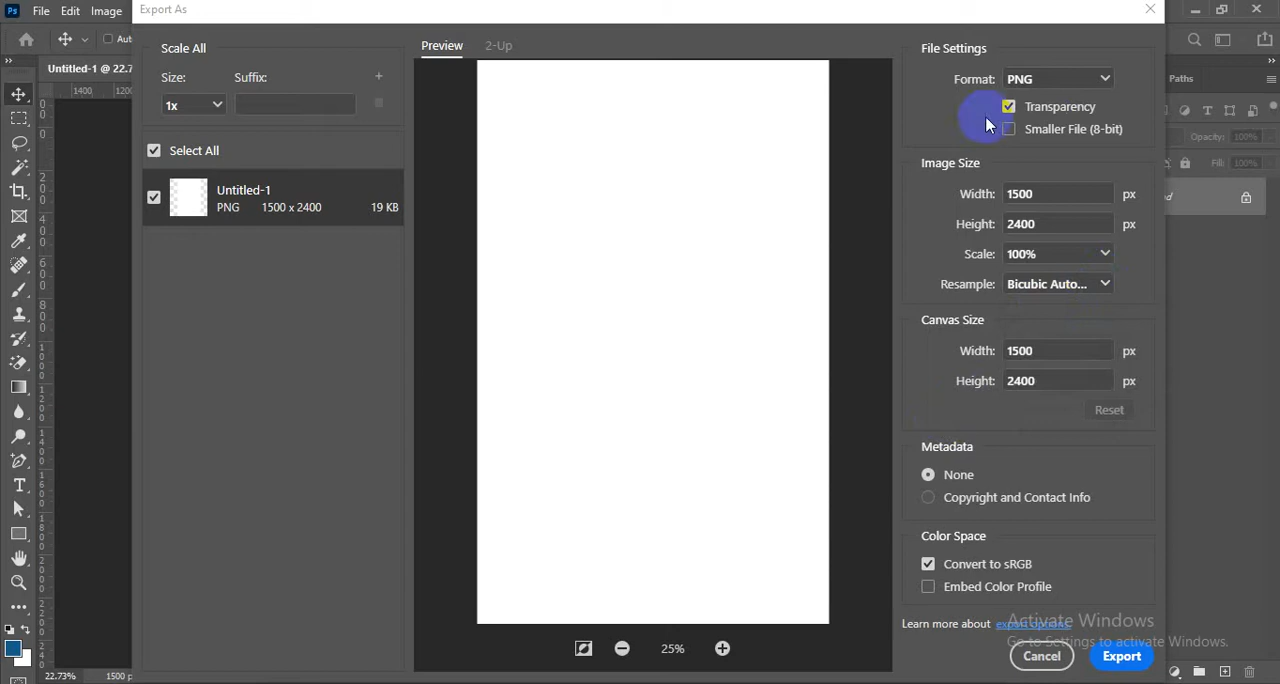 Ps File Edit Image
Export As
Auto
Untitled-1 @ 22.7
1400 120
Scale All
Size: Suffix:
1x
Select All
Untitled-1
PNG 1500 x 2400 19 KB
Preview 2-Up
25%
File Settings
Format: PNG
Transparency
Smaller File (8-bit)
Image Size
Width: 1500 px
Height: 2400 px
Scale: 100%
Resample: Bicubic Auto...
Canvas Size
Width: 1500 px
Height: 2400 px
Reset
Metadata
None
Copyright and Contact Info
Color Space
Convert to sRGB
Embed Color Profile
Learn more about export options.
Cancel Export
Paths
Opacity: 100%
Fill: 100%
Activate Windows
Go to Settings to activate Windows.
22.73% 1500 p